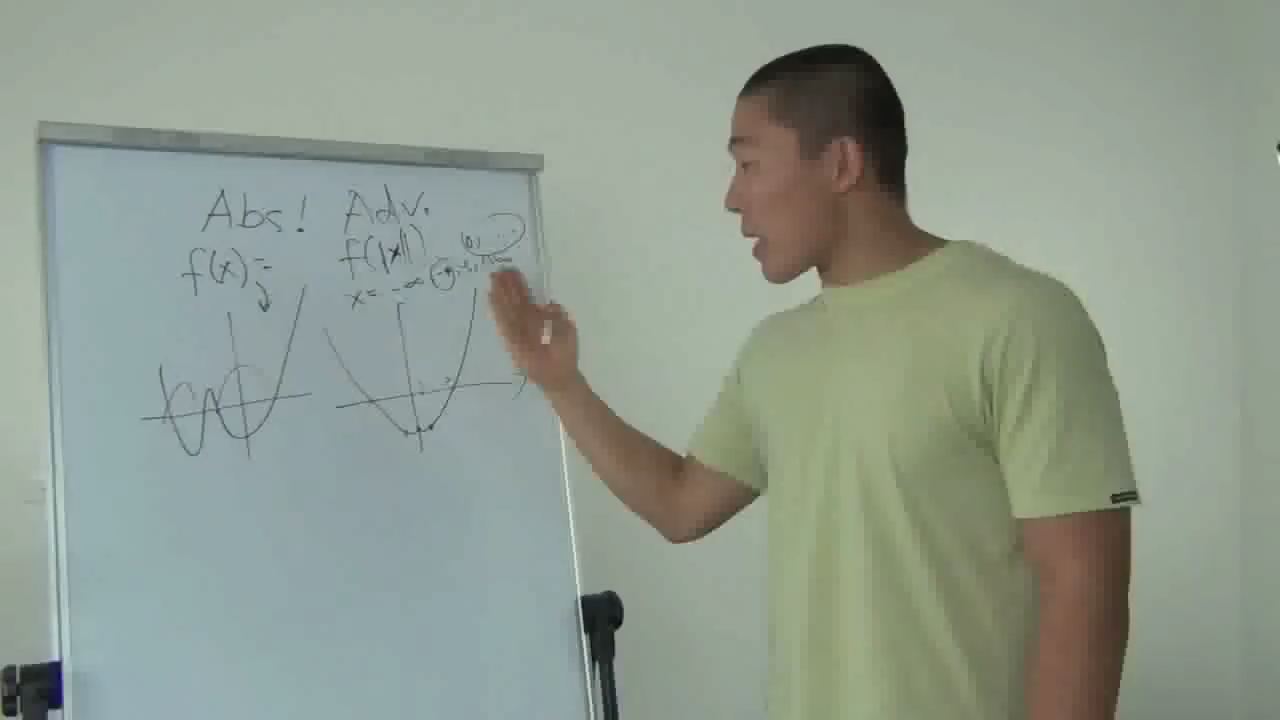 Abs! Adv.
f(x)=
f(|x|)
x = -∞